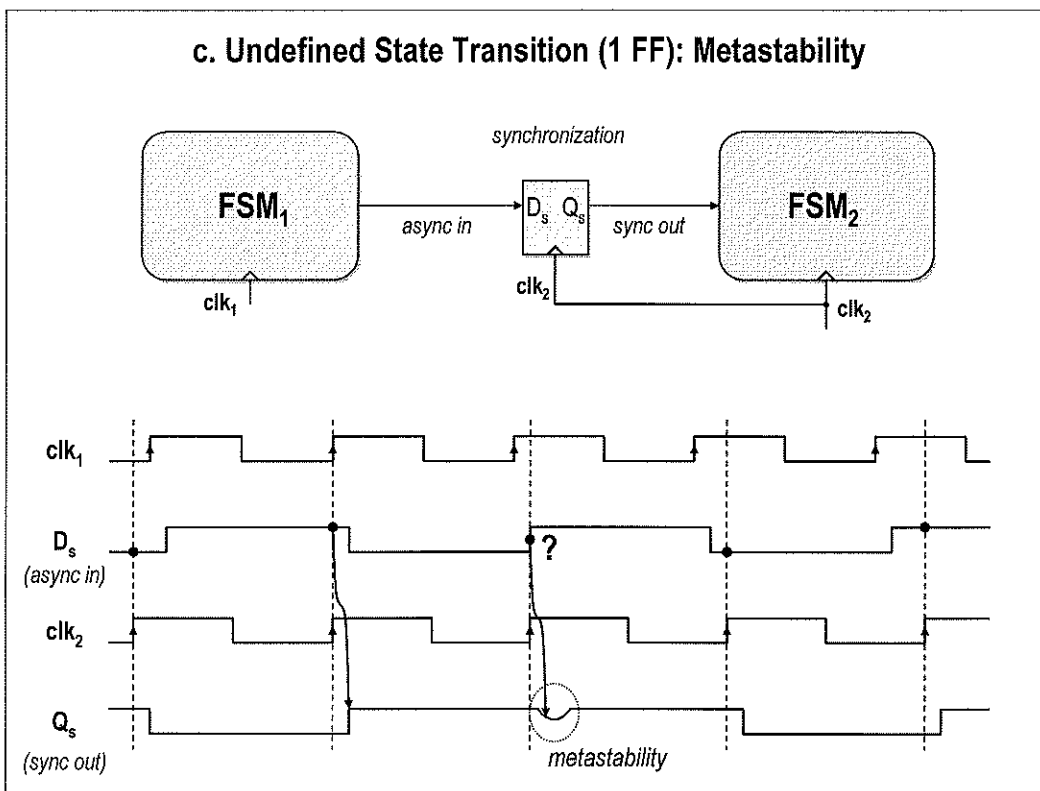 c. Undefined State Transition (1 FF): Metastability
synchronization
FSM₁
async in
Dₛ Qₛ
sync out
FSM₂
clk₁
clk₂
clk₂
clk₁
Dₛ
?
(async in)
clk₂
Qₛ
(sync out)
metastability